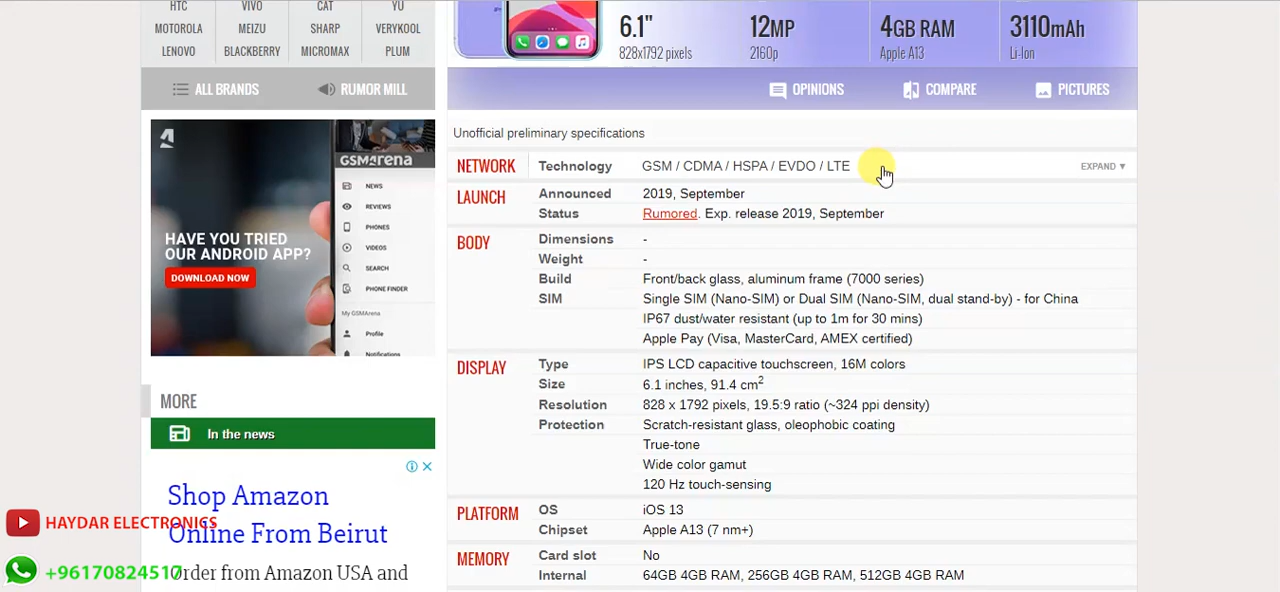 HTC VIVO CAT YU
MOTOROLA MEIZU SHARP VERYKOOL
LENOVO BLACKBERRY MICROMAX PLUM
ALL BRANDS RUMOR MILL
6.1" 12MP 4GB RAM 3110mAh
828x1792 pixels 2160p Apple A13 Li-Ion
OPINIONS COMPARE PICTURES
GSMArena
NEWS
REVIEWS
PHONES
VIDEOS
SEARCH
PHONE FINDER
My GSMArena
Profile
Notifications
HAVE YOU TRIED
OUR ANDROID APP?
DOWNLOAD NOW
MORE
In the news
Shop Amazon
Online From Beirut
Order from Amazon USA and
HAYDAR ELECTRONICS
+96170824517
Unofficial preliminary specifications
NETWORK Technology GSM / CDMA / HSPA / EVDO / LTE EXPAND ▼
LAUNCH Announced 2019, September
Status Rumored. Exp. release 2019, September
BODY Dimensions -
Weight -
Build Front/back glass, aluminum frame (7000 series)
SIM Single SIM (Nano-SIM) or Dual SIM (Nano-SIM, dual stand-by) - for China
IP67 dust/water resistant (up to 1m for 30 mins)
Apple Pay (Visa, MasterCard, AMEX certified)
DISPLAY Type IPS LCD capacitive touchscreen, 16M colors
Size 6.1 inches, 91.4 cm2
Resolution 828 x 1792 pixels, 19.5:9 ratio (~324 ppi density)
Protection Scratch-resistant glass, oleophobic coating
True-tone
Wide color gamut
120 Hz touch-sensing
PLATFORM OS iOS 13
Chipset Apple A13 (7 nm+)
MEMORY Card slot No
Internal 64GB 4GB RAM, 256GB 4GB RAM, 512GB 4GB RAM